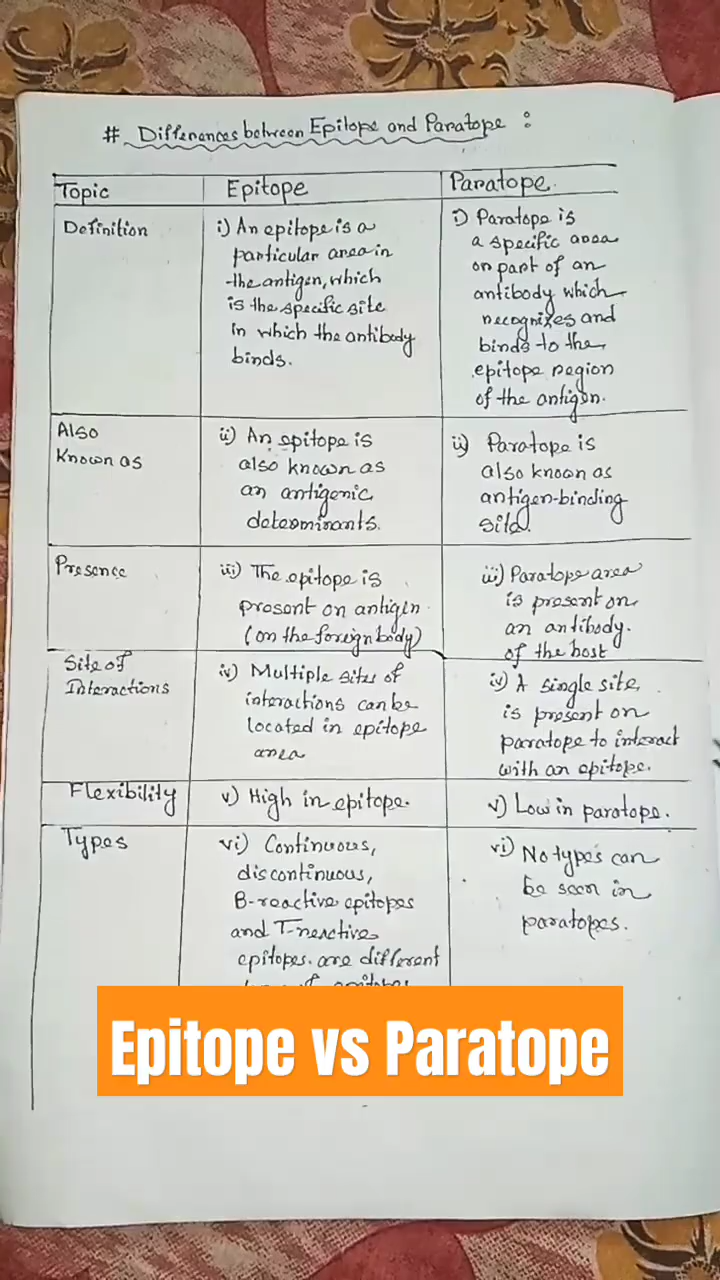 # Differences between Epitope and Paratope :
Topic
Epitope
Paratope.
Definition
i) An epitope is a
particular area in
the antigen, which
is the specific site
in which the antibody
binds.
i) Paratope is
a specific area
or part of an
antibody which
recognizes and
binds to the
epitope region
of the antigen.
Also
Known as
ii) An epitope is
also known as
an antigenic
determinants.
ii) Paratope is
also known as
antigen-binding
site.
Presence
iii) The epitope is
present on antigen
(on the foreign body)
iii) Paratope area
is present on
an antibody.
of the host
Site of
Interactions
iv) Multiple sites of
interactions can be
located in epitope
area
iv) A single site,
is present on
paratope to interact
with an epitope.
Flexibility
v) High in epitope.
v) Low in paratope.
Types
vi) Continuous,
discontinuous,
B-reactive epitopes
and T-reactive
epitopes. are different
vi) No types can
be seen in
paratopes.
Epitope vs Paratope